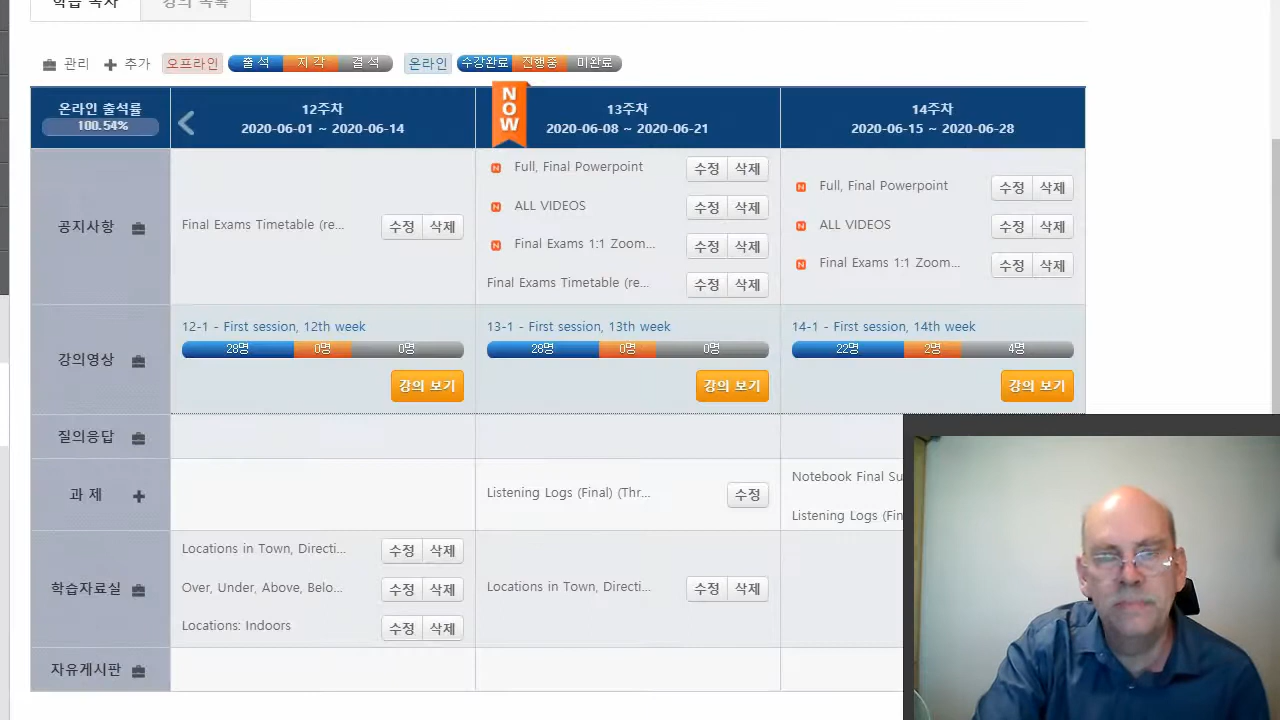 학습 목차
강의 목록
관리 추가 오프라인 출 석 지 각 결 석 온라인 수강완료 진행중 미완료
온라인 출석률
100.54%
12주차
2020-06-01 ~ 2020-06-14
NOW
13주차
2020-06-08 ~ 2020-06-21
14주차
2020-06-15 ~ 2020-06-28
공지사항
Final Exams Timetable (re... 수정 삭제
N Full, Final Powerpoint 수정 삭제
N ALL VIDEOS 수정 삭제
N Final Exams 1:1 Zoom... 수정 삭제
Final Exams Timetable (re... 수정 삭제
N Full, Final Powerpoint 수정 삭제
N ALL VIDEOS 수정 삭제
N Final Exams 1:1 Zoom... 수정 삭제
강의영상
12-1 - First session, 12th week
28명 0명 0명
강의 보기
13-1 - First session, 13th week
28명 0명 0명
강의 보기
14-1 - First session, 14th week
22명 2명 4명
강의 보기
질의응답
과 제
Listening Logs (Final) (Thr... 수정
Notebook Final Su
Listening Logs (Fin
학습자료실
Locations in Town, Directi... 수정 삭제
Over, Under, Above, Belo... 수정 삭제
Locations: Indoors 수정 삭제
Locations in Town, Directi... 수정 삭제
자유게시판